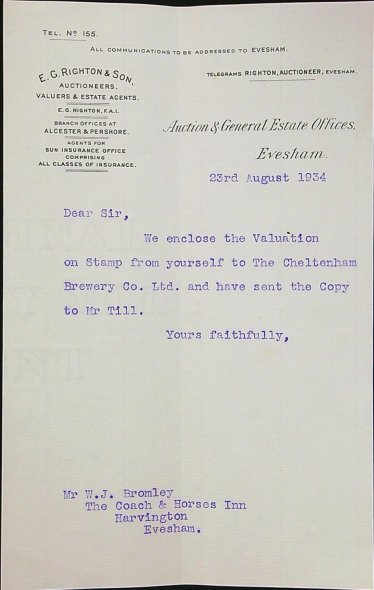 TEL. Nº 155.
ALL COMMUNICATIONS TO BE ADDRESSED TO EVESHAM.
E. G. RIGHTON & SON,
AUCTIONEERS.
VALUERS & ESTATE AGENTS.
E. G. RIGHTON, F.A.I.
BRANCH OFFICES AT
ALCESTER & PERSHORE.
AGENTS FOR
SUN INSURANCE OFFICE
COMPRISING
ALL CLASSES OF INSURANCE.
TELEGRAMS RIGHTON, AUCTIONEER, EVESHAM.
Auction & General Estate Offices,
Evesham.
23rd August 1934
Dear Sir,
We enclose the Valuation
on Stamp from yourself to The Cheltenham
Brewery Co. Ltd. and have sent the Copy
to Mr Till.
Yours faithfully,
Mr W.J. Bromley
The Coach & Horses Inn
Harvington
Evesham.